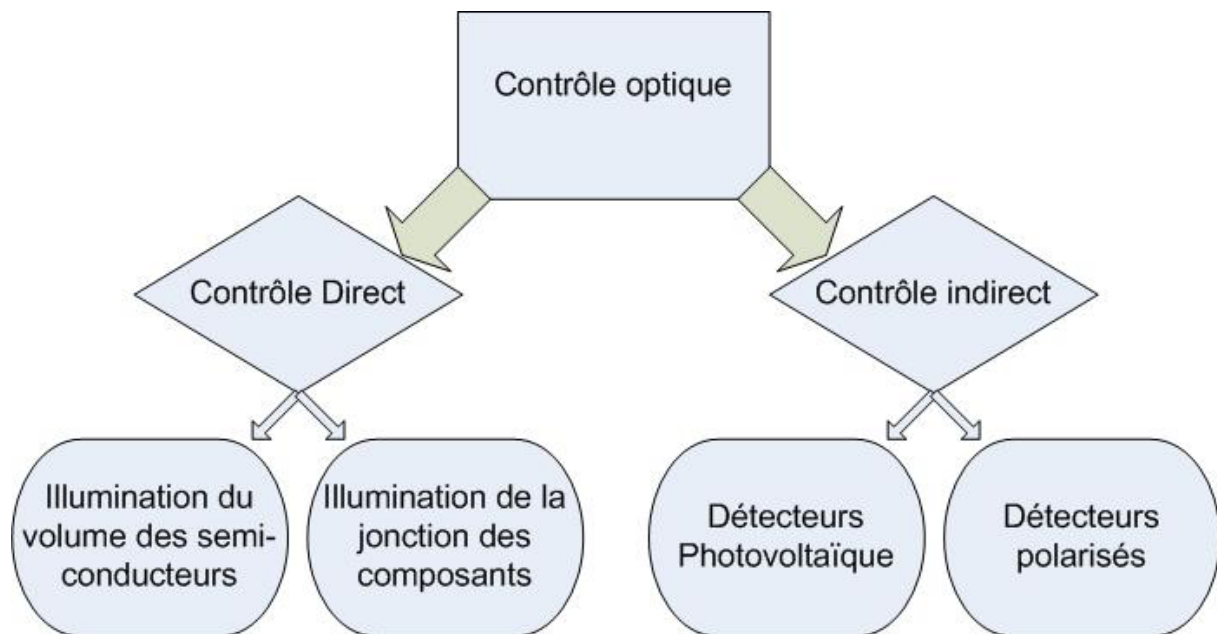 Contrôle optique
Contrôle Direct
Contrôle indirect
Illumination du
volume des semi-
conducteurs
Illumination de la
jonction des
composants
Détecteurs
Photovoltaïque
Détecteurs
polarisés